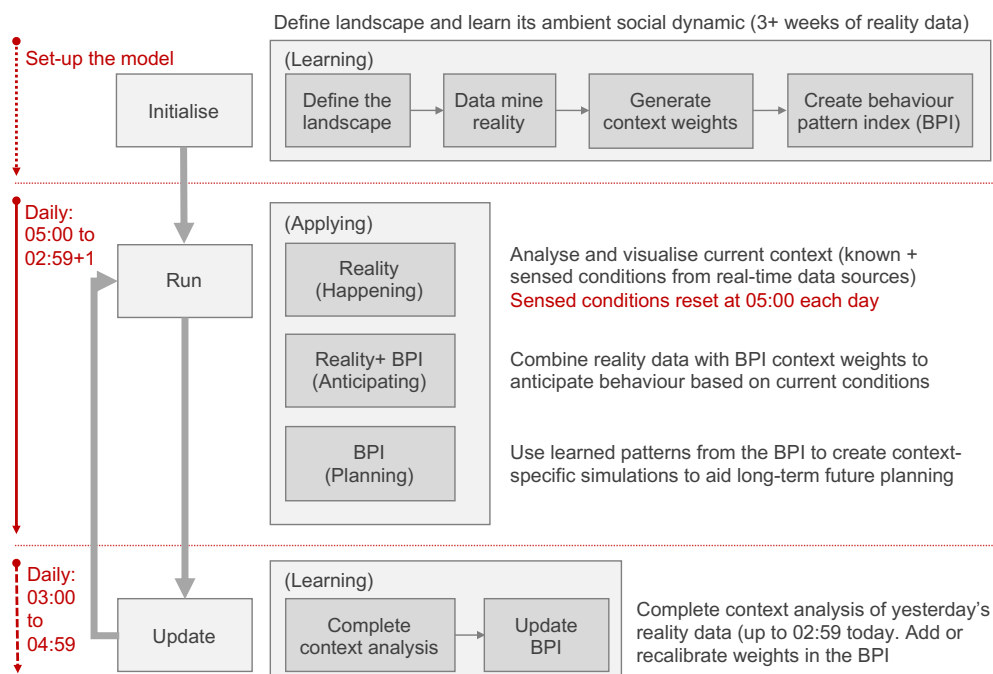 Define landscape and learn its ambient social dynamic (3+ weeks of reality data)
Set-up the model
Initialise
(Learning)
Define the
landscape
Data mine
reality
Generate
context weights
Create behaviour
pattern index (BPI)
Daily:
05:00 to
02:59+1
Run
(Applying)
Reality
(Happening)
Analyse and visualise current context (known +
sensed conditions from real-time data sources)
Sensed conditions reset at 05:00 each day
Reality+ BPI
(Anticipating)
Combine reality data with BPI context weights to
anticipate behaviour based on current conditions
BPI
(Planning)
Use learned patterns from the BPI to create context-
specific simulations to aid long-term future planning
Daily:
03:00
to
04:59
Update
(Learning)
Complete
context analysis
Update
BPI
Complete context analysis of yesterday's
reality data (up to 02:59 today. Add or
recalibrate weights in the BPI